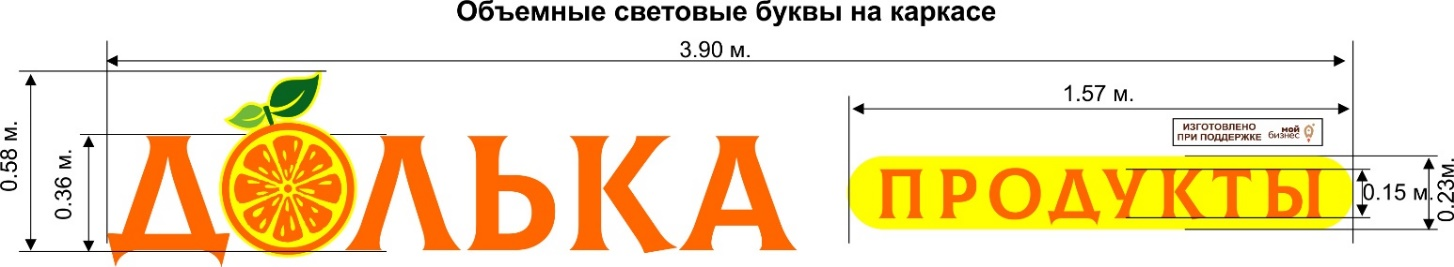 Объемные световые буквы на каркасе
3.90 м.
1.57 м.
0.58 м.
0.36 м.
ДОЛЬКА
ИЗГОТОВЛЕНО
ПРИ ПОДДЕРЖКЕ
мой
бизнес
ПРОДУКТЫ
0.15 м.
0.23м.